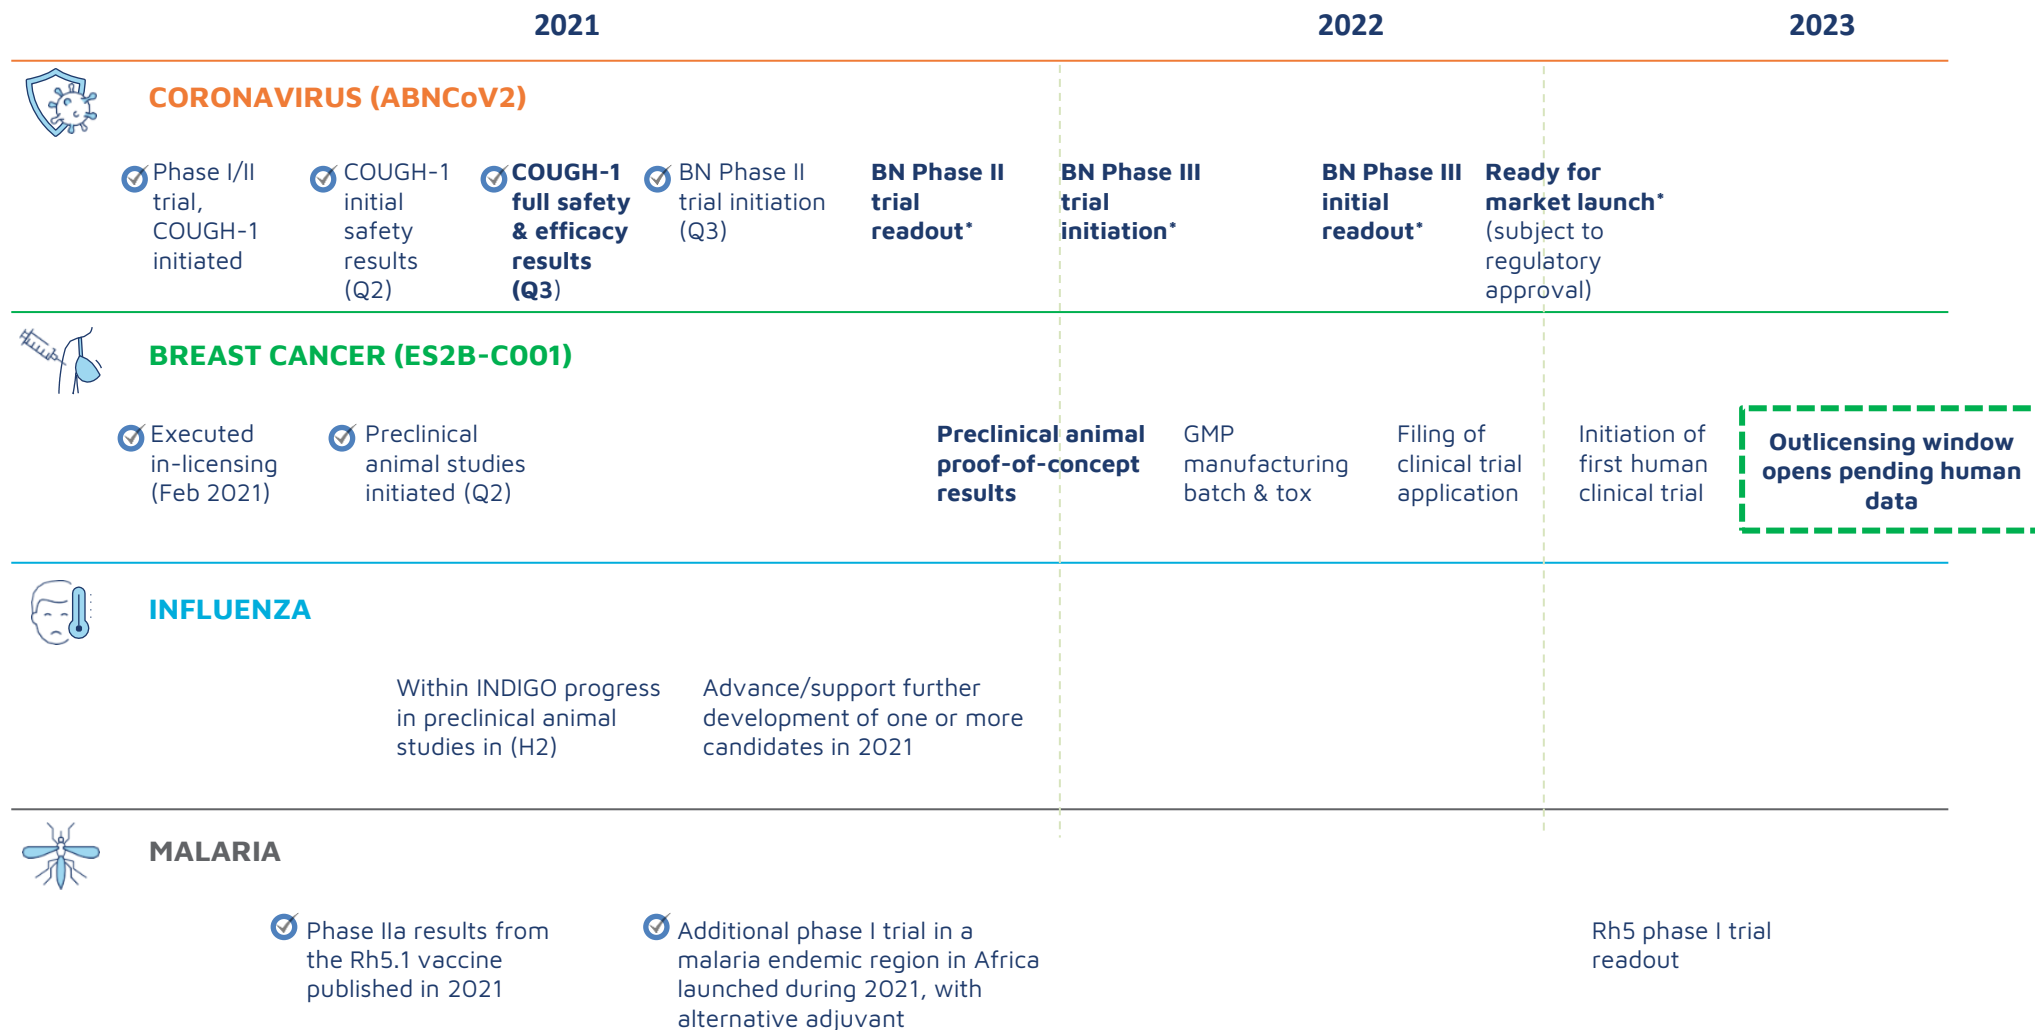 2021
2022
2023
CORONAVIRUS (ABNCoV2)
Phase I/II
trial,
COUGH-1
initiated
COUGH-1
initial
safety
results
(Q2)
COUGH-1
full safety
& efficacy
results
(Q3)
BN Phase II
trial initiation
(Q3)
BN Phase II
trial
readout*
BN Phase III
trial
initiation*
BN Phase III
initial
readout*
Ready for
market launch*
(subject to
regulatory
approval)
BREAST CANCER (ES2B-C001)
Executed
in-licensing
(Feb 2021)
Preclinical
animal studies
initiated (Q2)
Preclinical animal
proof-of-concept
results
GMP
manufacturing
batch & tox
Filing of
clinical trial
application
Initiation of
first human
clinical trial
Outlicensing window
opens pending human
data
INFLUENZA
Within INDIGO progress
in preclinical animal
studies in (H2)
Advance/support further
development of one or more
candidates in 2021
MALARIA
Phase IIa results from
the Rh5.1 vaccine
published in 2021
Additional phase I trial in a
malaria endemic region in Africa
launched during 2021, with
alternative adjuvant
Rh5 phase I trial
readout